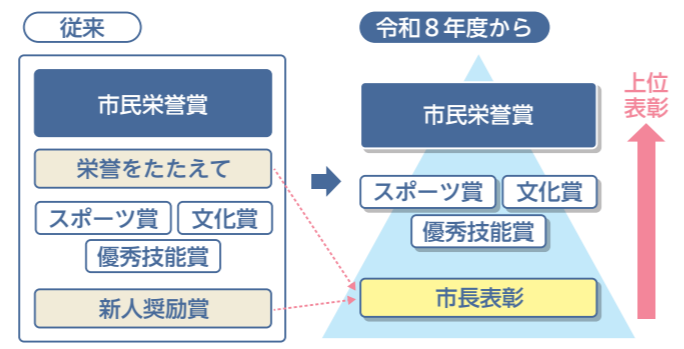 従来
市民栄誉賞
栄誉をたたえて
スポーツ賞
文化賞
優秀技能賞
新人奨励賞
令和８年度から
市民栄誉賞
スポーツ賞
文化賞
優秀技能賞
市長表彰
上位
表彰